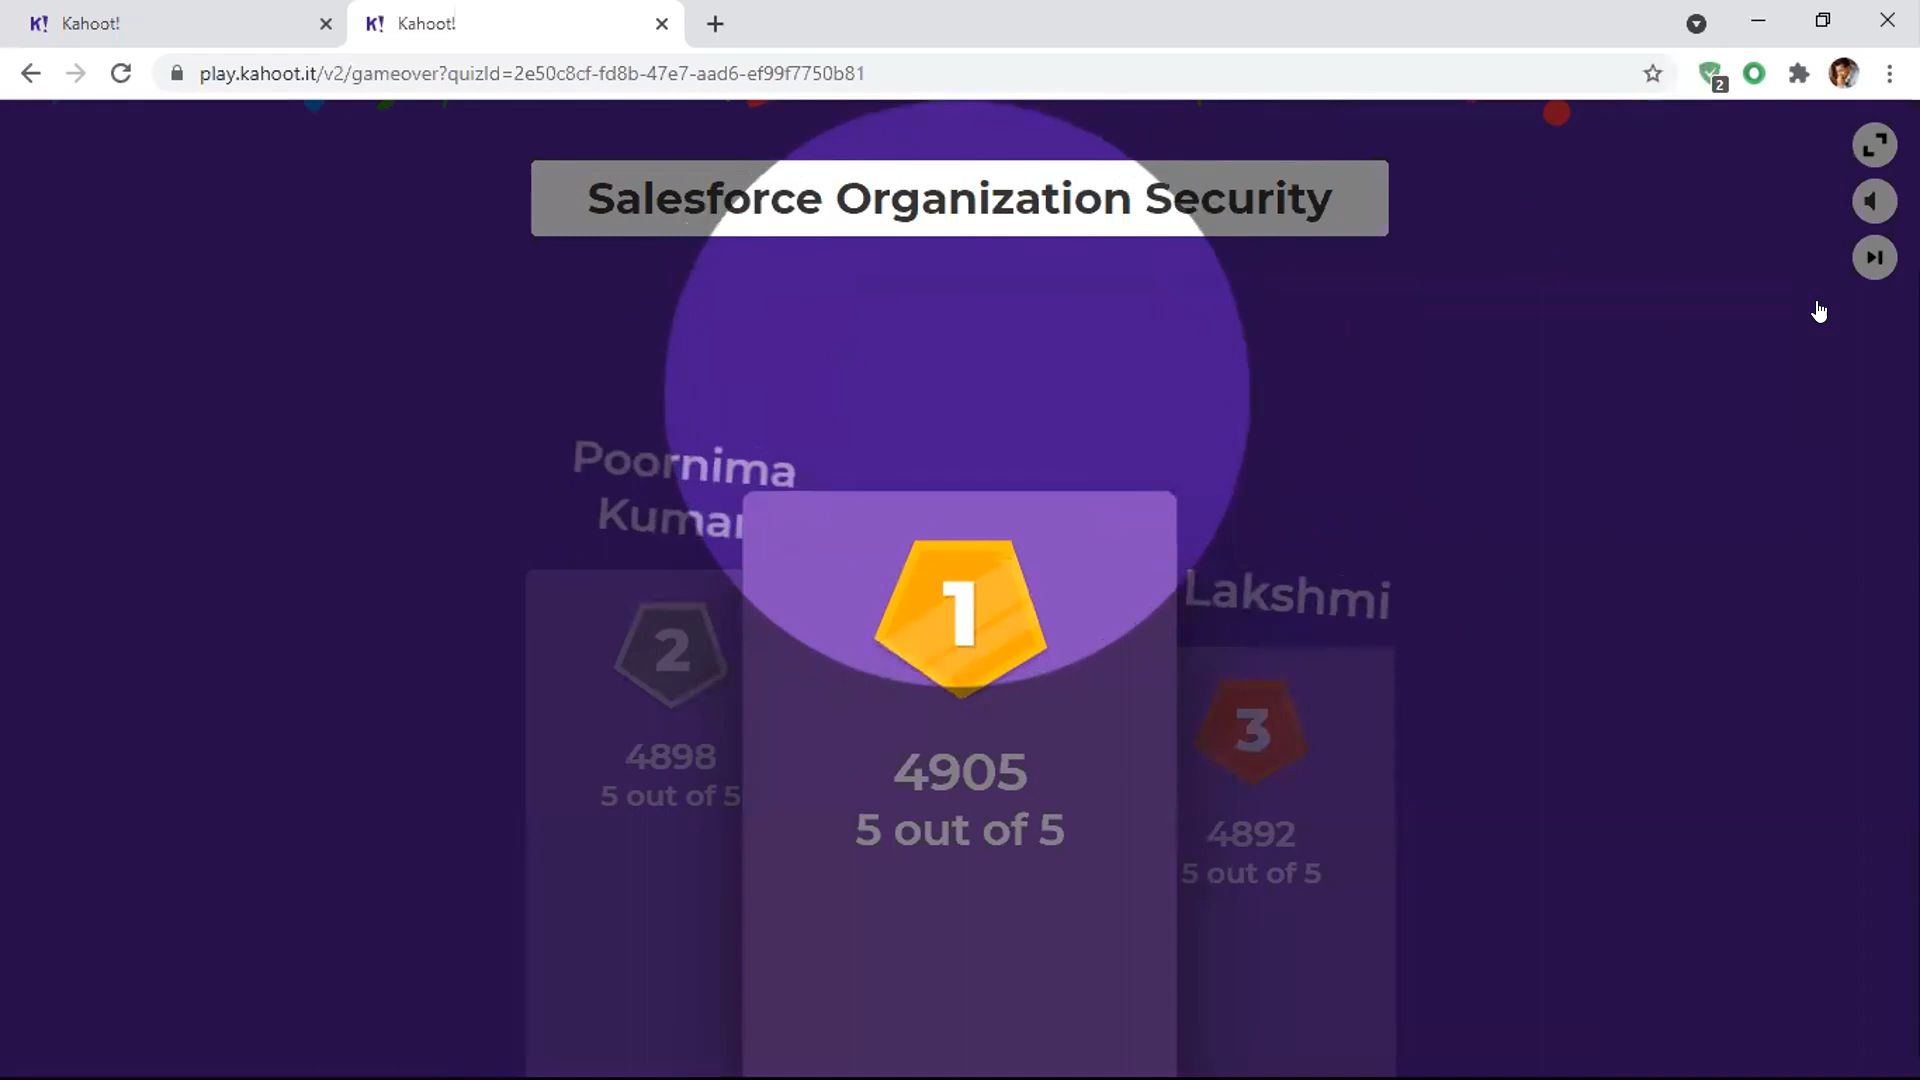 K! Kahoot!
K! Kahoot!
play.kahoot.it/v2/gameover?quizId=2e50c8cf-fd8b-47e7-aad6-ef99f7750b81
2
Salesforce Organization Security
Poornima
Kumar
Lakshmi
1
2
3
4905
5 out of 5
4898
5 out of 5
4892
5 out of 5